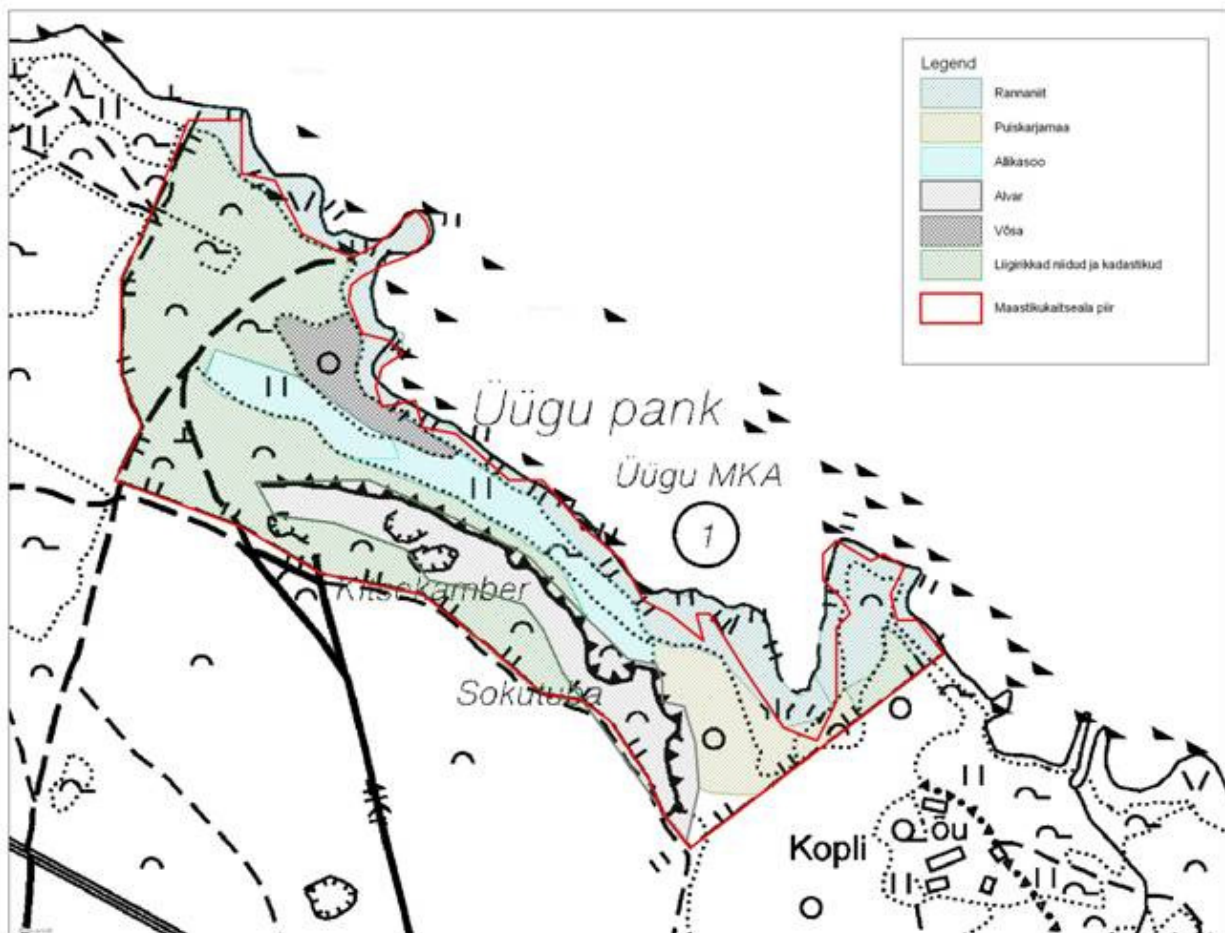 Legend
Rannaniit
Puiskarjamaa
Allikasoo
Alvar
Võsa
Liigirikkad niidud ja kadastikud
Maastikukaitseala piir
Üügu pank
Üügu MKA
1
Kitsekamber
Sokutuba
Kopli
Õu